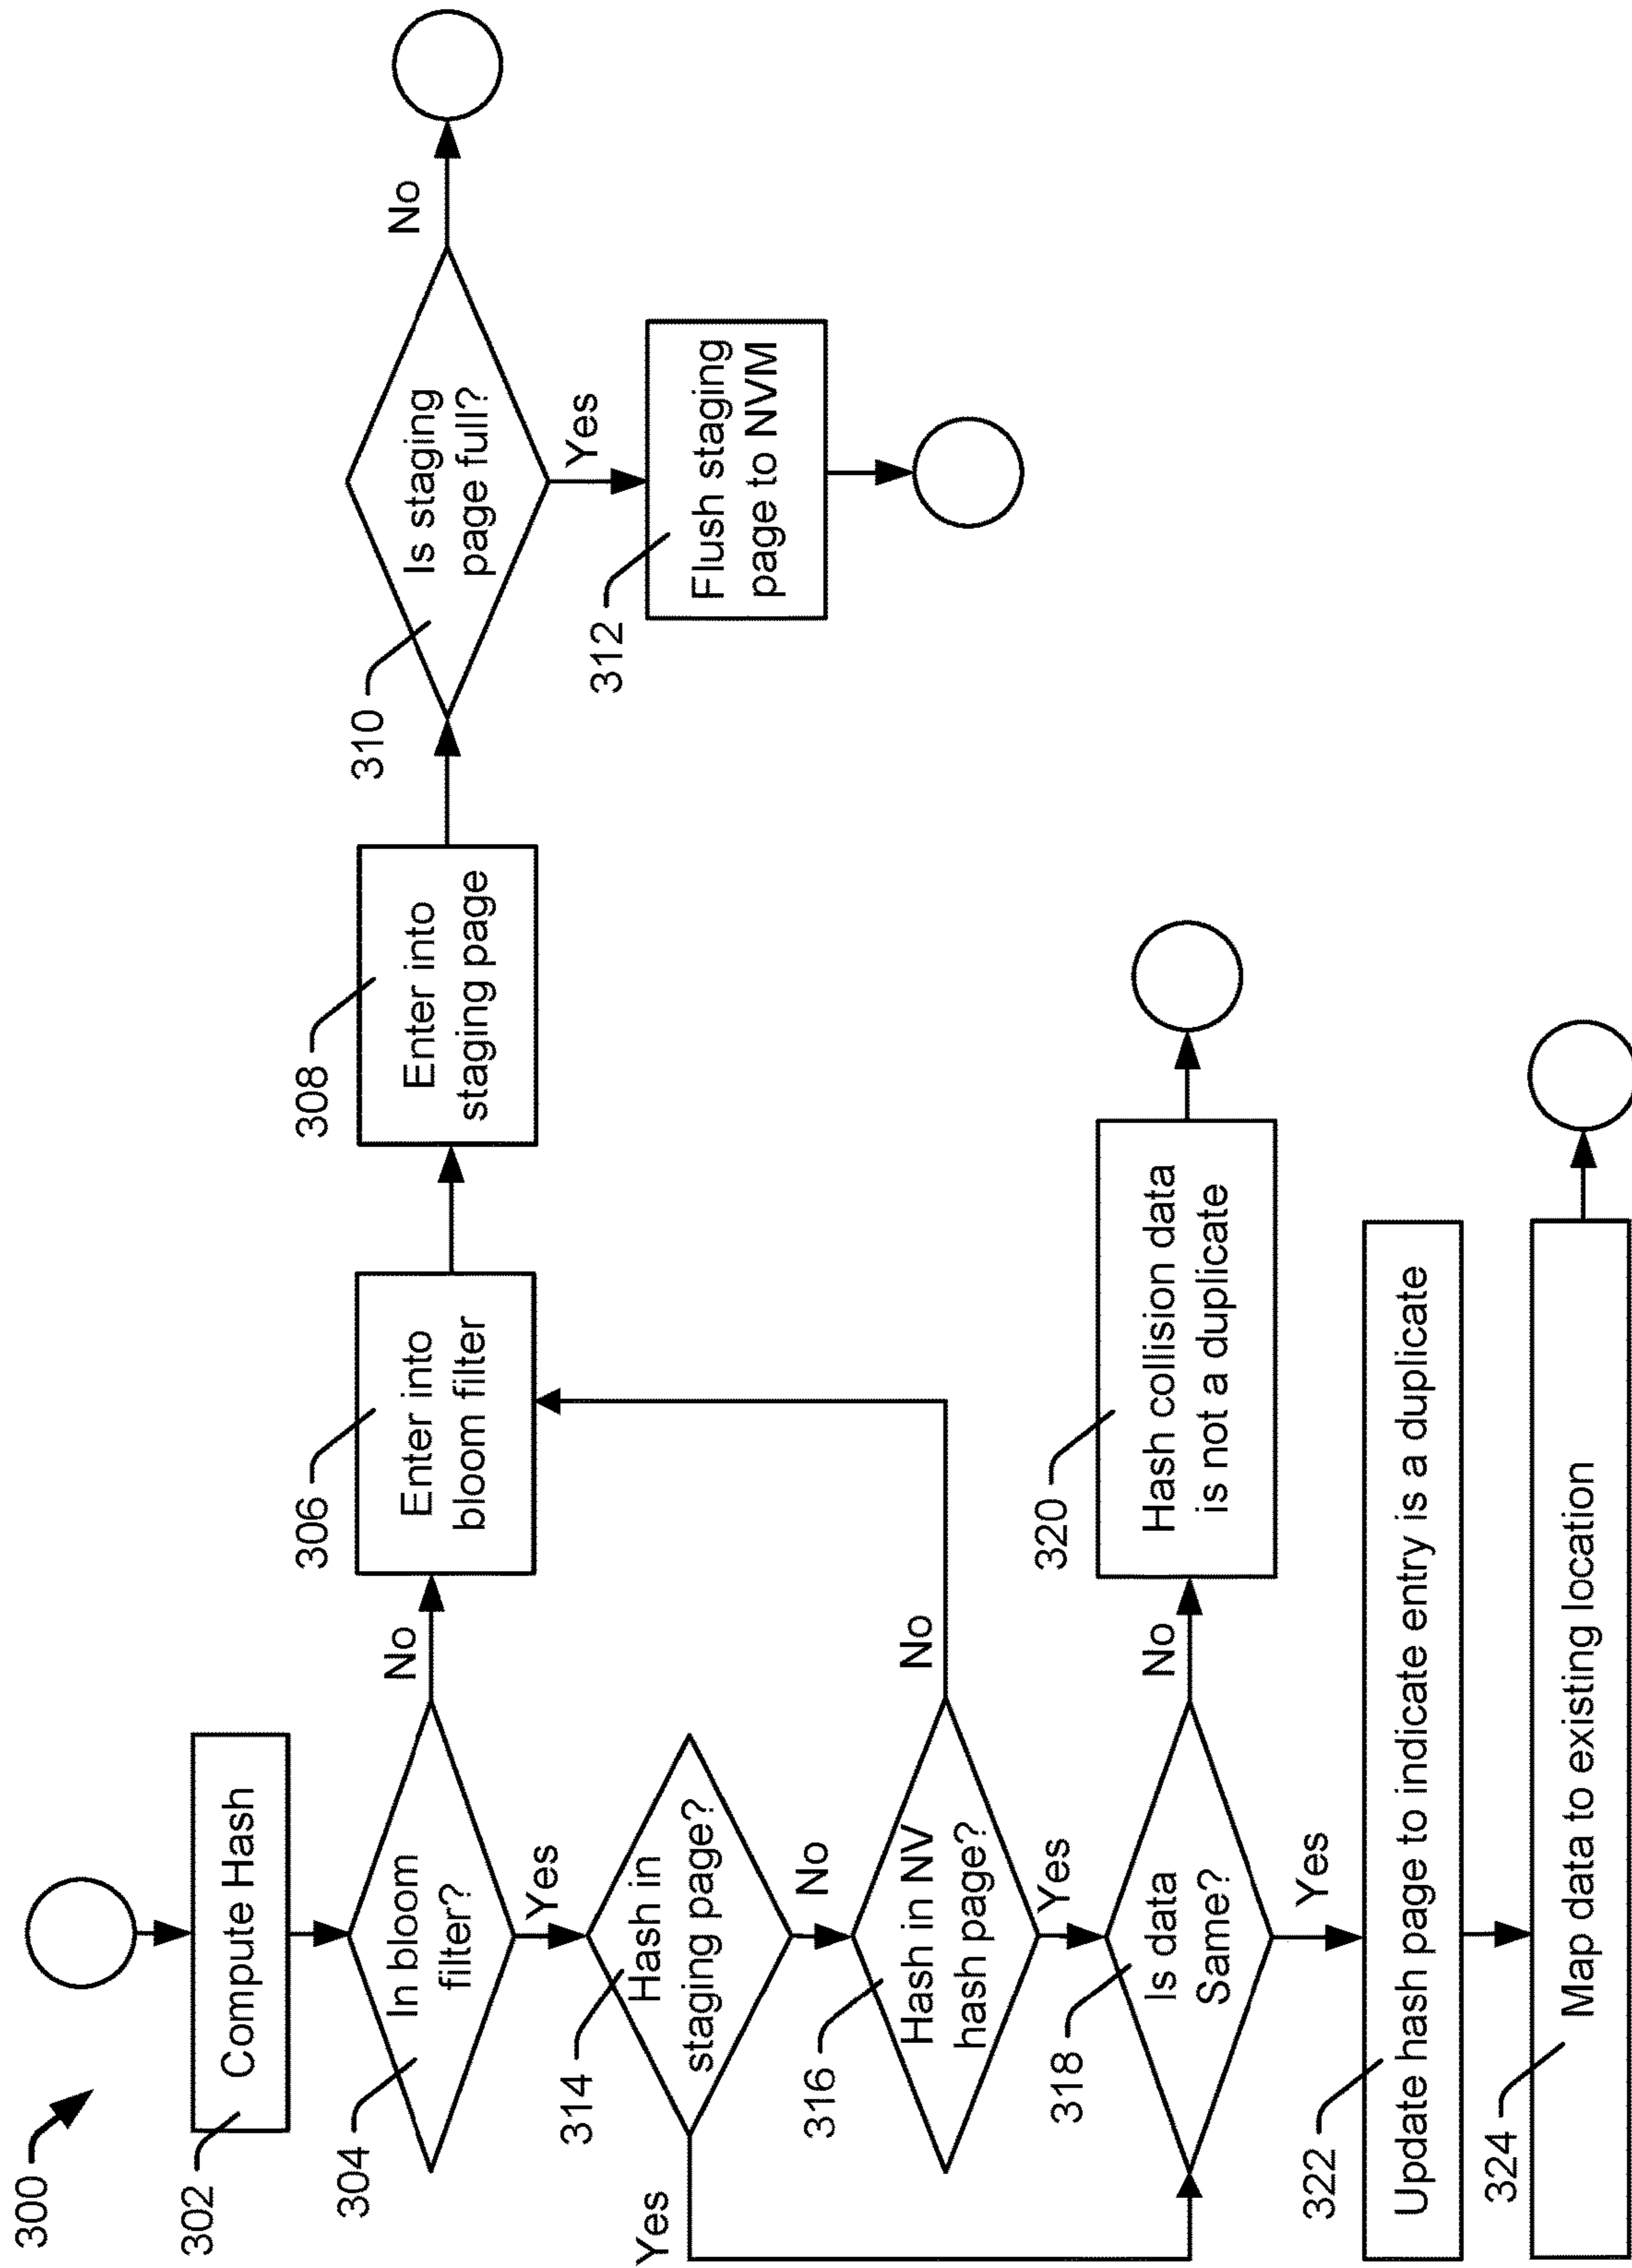 300
302
Compute Hash
304
In bloom
filter?
No
Yes
306
Enter into
bloom filter
308
Enter into
staging page
310
Is staging
page full?
No
Yes
312
Flush staging
page to NVM
314
Hash in
staging page?
Yes
No
316
Hash in NV
hash page?
No
Yes
318
Is data
Same?
No
Yes
320
Hash collision data
is not a duplicate
322
Update hash page to indicate entry is a duplicate
324
Map data to existing location